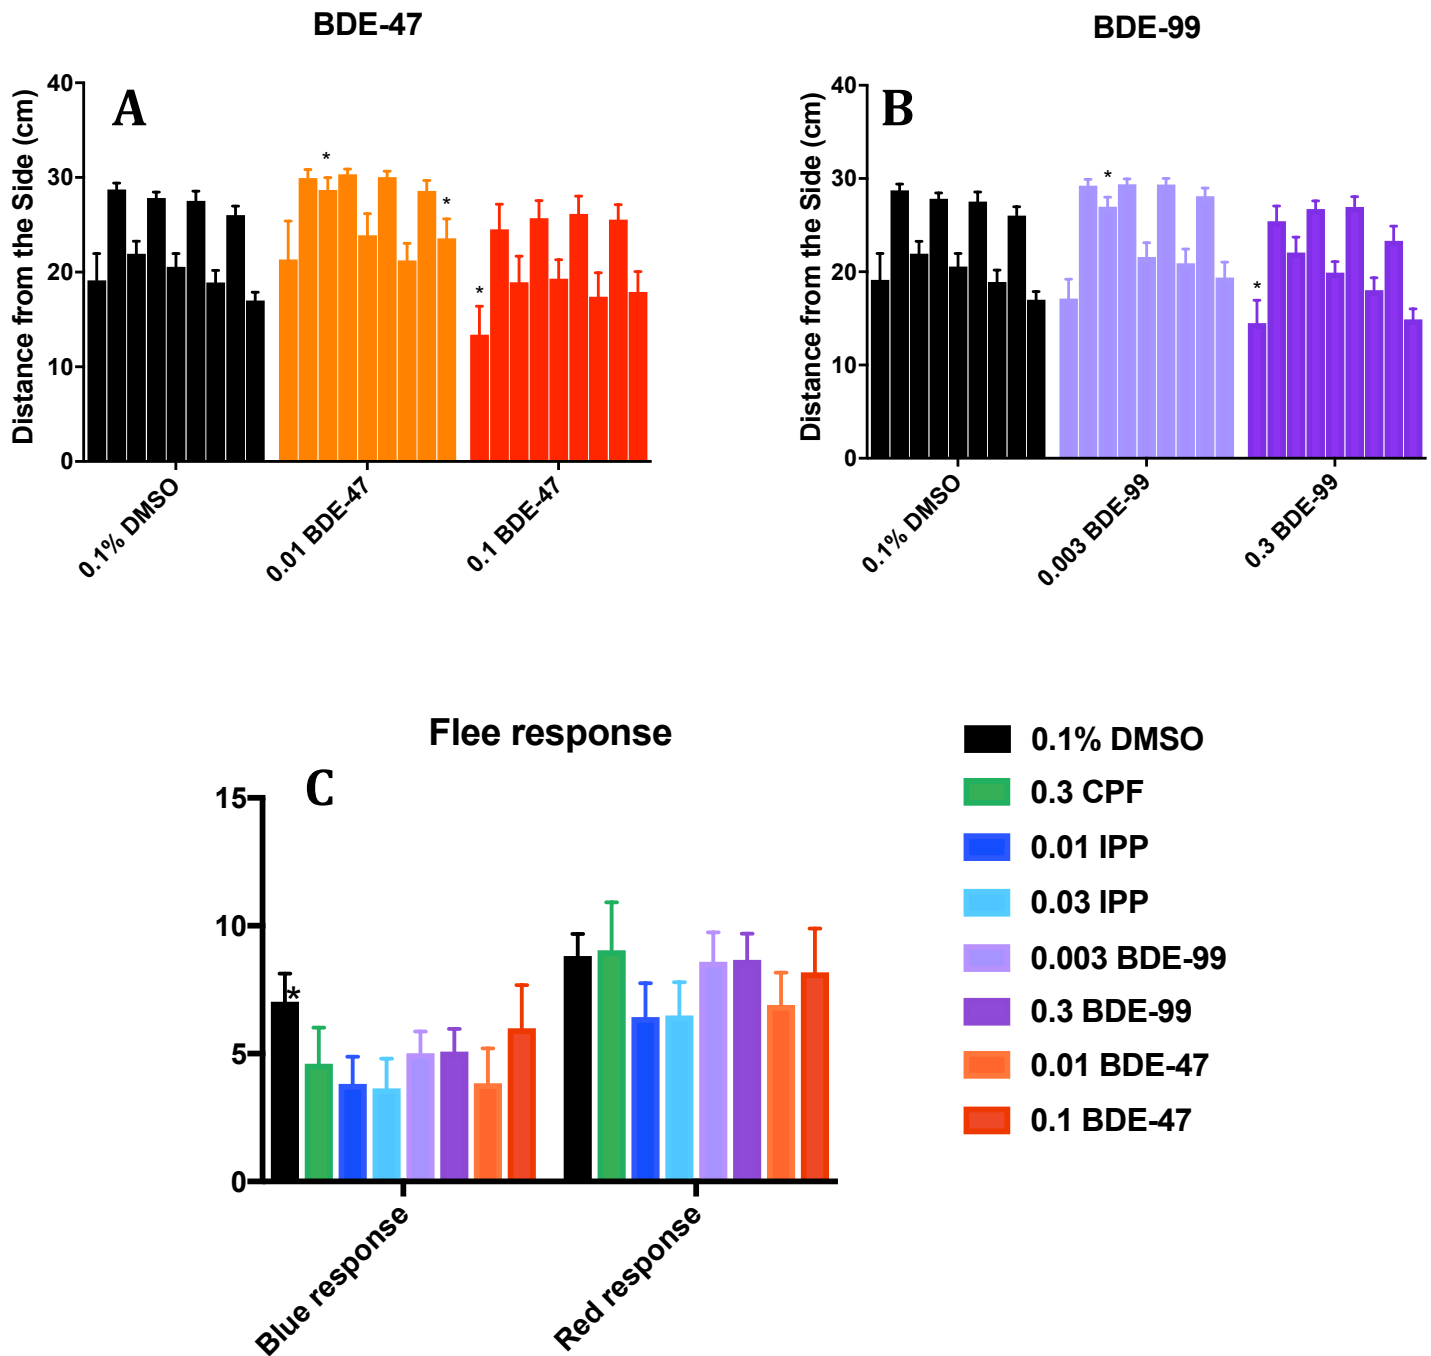 BDE-47
A
Distance from the Side (cm)
40
30
20
10
0
*
*
*
0.1% DMSO
0.01 BDE-47
0.1 BDE-47
BDE-99
B
Distance from the Side (cm)
40
30
20
10
0
*
*
0.1% DMSO
0.003 BDE-99
0.3 BDE-99
Flee response
C
15
10
5
0
*
Blue response
Red response
0.1% DMSO
0.3 CPF
0.01 IPP
0.03 IPP
0.003 BDE-99
0.3 BDE-99
0.01 BDE-47
0.1 BDE-47